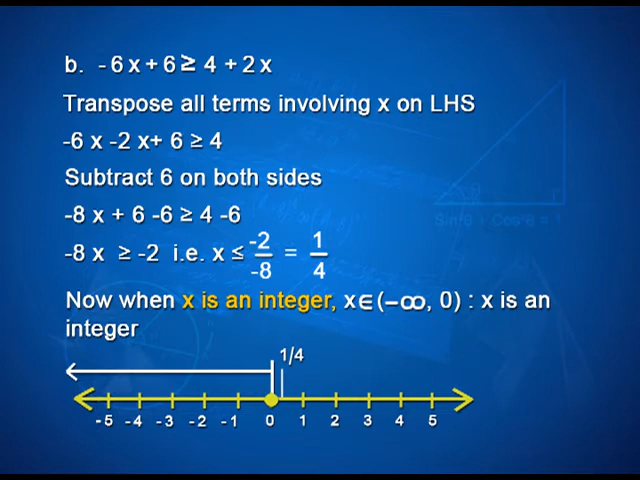 b. - 6 x + 6 ≥ 4 + 2 x
Transpose all terms involving x on LHS
-6 x -2 x+ 6 ≥ 4
Subtract 6 on both sides
-8 x + 6 -6 ≥ 4 -6
-8 x ≥ -2 i.e. x ≤ -2/-8 = 1/4
Now when x is an integer, x∈(−∞, 0) : x is an
integer
1/4
-5 -4 -3 -2 -1 0 1 2 3 4 5